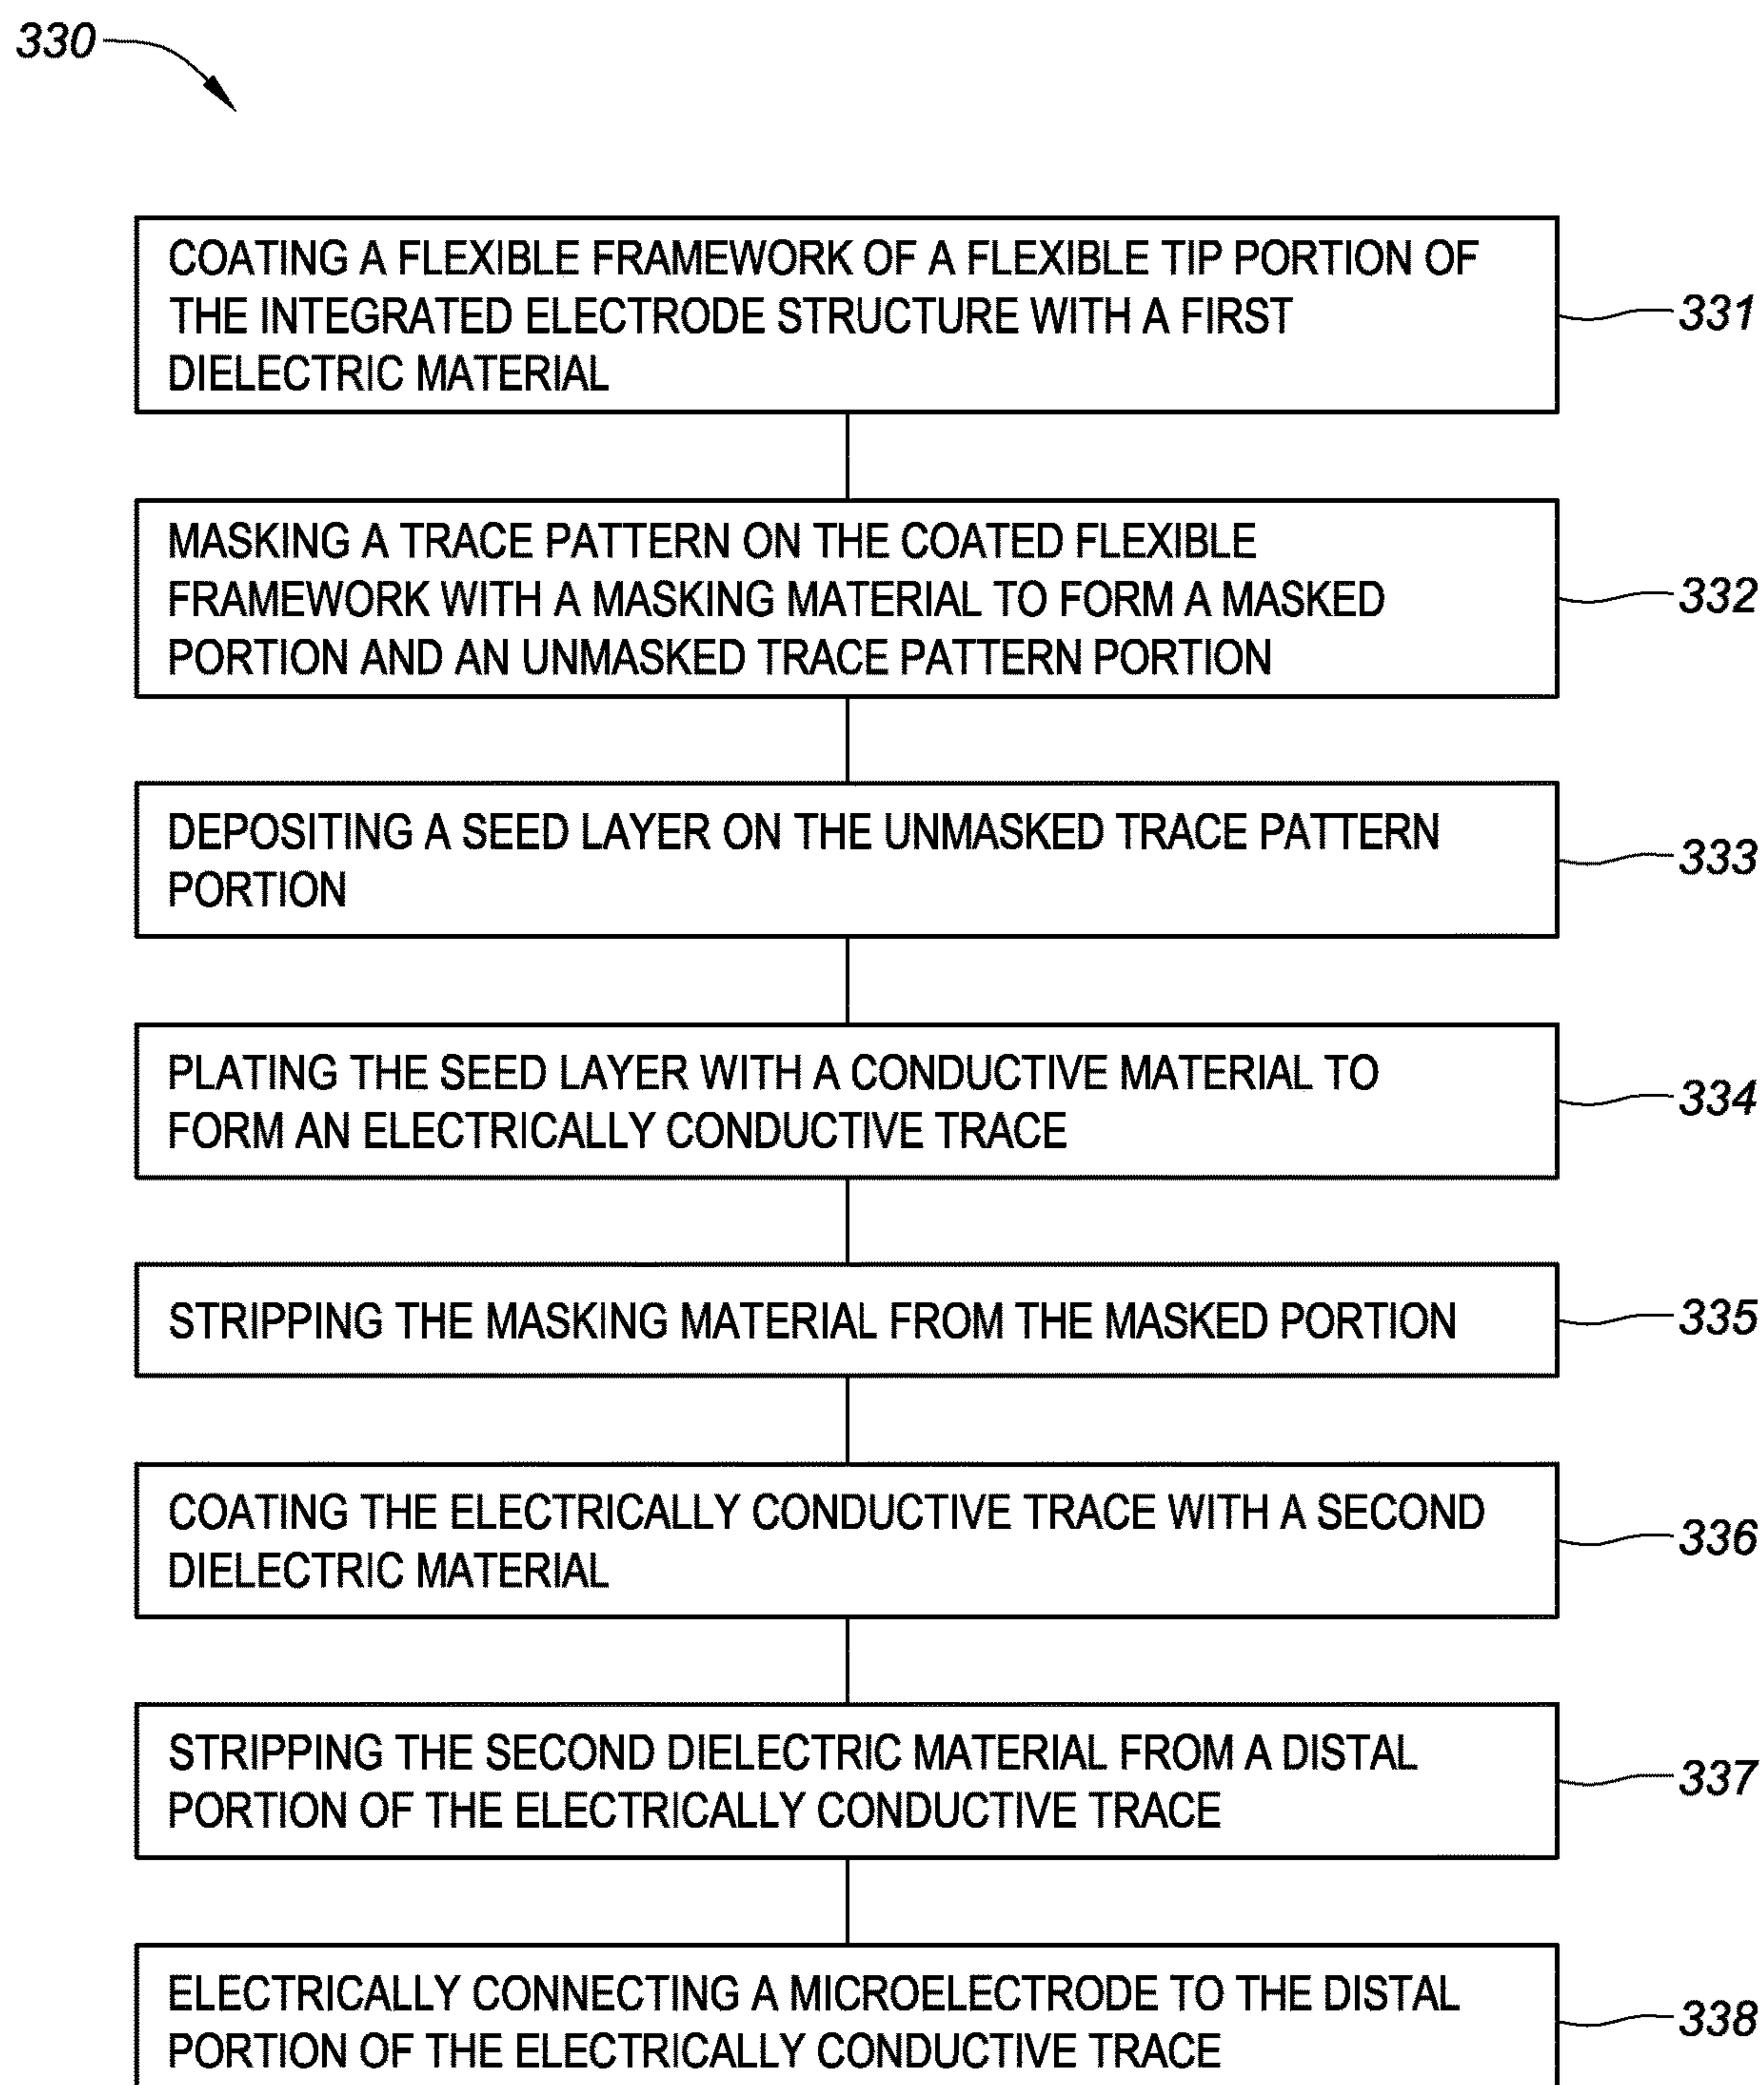 330
COATING A FLEXIBLE FRAMEWORK OF A FLEXIBLE TIP PORTION OF
THE INTEGRATED ELECTRODE STRUCTURE WITH A FIRST
DIELECTRIC MATERIAL
331
MASKING A TRACE PATTERN ON THE COATED FLEXIBLE
FRAMEWORK WITH A MASKING MATERIAL TO FORM A MASKED
PORTION AND AN UNMASKED TRACE PATTERN PORTION
332
DEPOSITING A SEED LAYER ON THE UNMASKED TRACE PATTERN
PORTION
333
PLATING THE SEED LAYER WITH A CONDUCTIVE MATERIAL TO
FORM AN ELECTRICALLY CONDUCTIVE TRACE
334
STRIPPING THE MASKING MATERIAL FROM THE MASKED PORTION
335
COATING THE ELECTRICALLY CONDUCTIVE TRACE WITH A SECOND
DIELECTRIC MATERIAL
336
STRIPPING THE SECOND DIELECTRIC MATERIAL FROM A DISTAL
PORTION OF THE ELECTRICALLY CONDUCTIVE TRACE
337
ELECTRICALLY CONNECTING A MICROELECTRODE TO THE DISTAL
PORTION OF THE ELECTRICALLY CONDUCTIVE TRACE
338